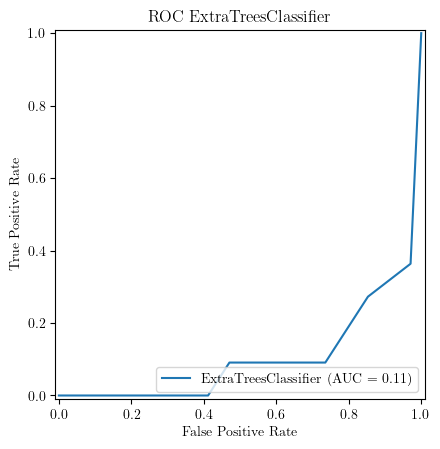 ROC ExtraTreesClassifier
True Positive Rate
1.0
0.8
0.6
0.4
0.2
0.0
ExtraTreesClassifier (AUC = 0.11)
0.0 0.2 0.4 0.6 0.8 1.0
False Positive Rate